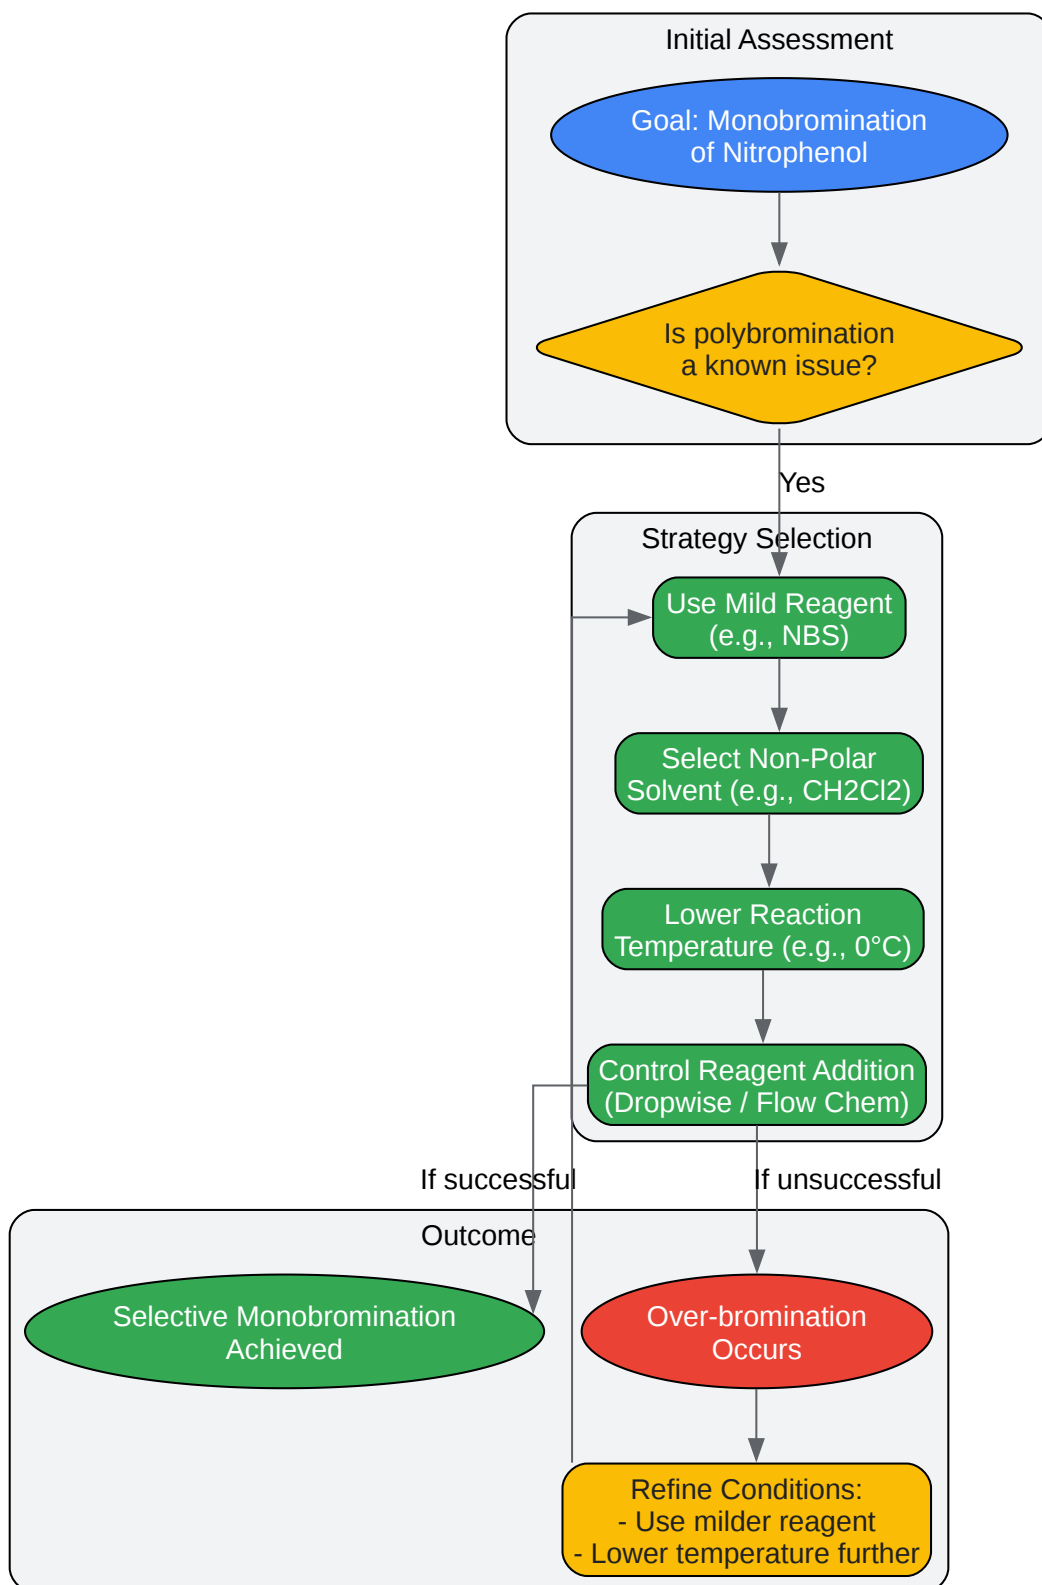 Initial Assessment
Goal: Monobromination
of Nitrophenol
Is polybromination
a known issue?
Yes
Strategy Selection
Use Mild Reagent
(e.g., NBS)
Select Non-Polar
Solvent (e.g., CH2Cl2)
Lower Reaction
Temperature (e.g., 0°C)
Control Reagent Addition
(Dropwise / Flow Chem)
If successful
If unsuccessful
Outcome
Selective Monobromination
Achieved
Over-bromination
Occurs
Refine Conditions:
- Use milder reagent
- Lower temperature further